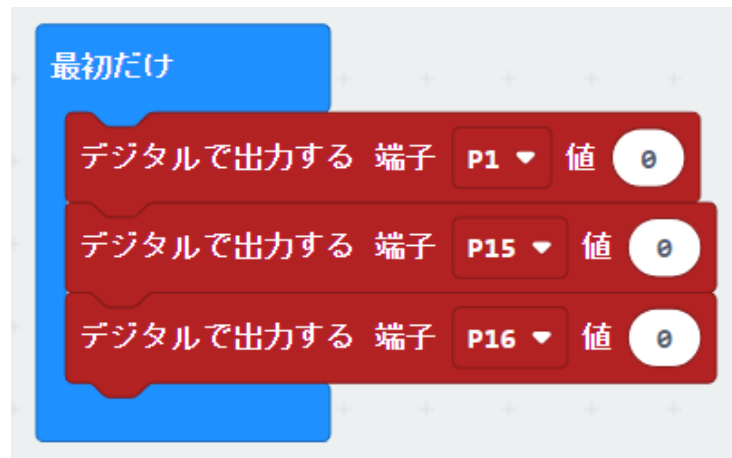 最初だけ
デジタルで出力する 端子 P1 値 0
デジタルで出力する 端子 P15 値 0
デジタルで出力する 端子 P16 値 0